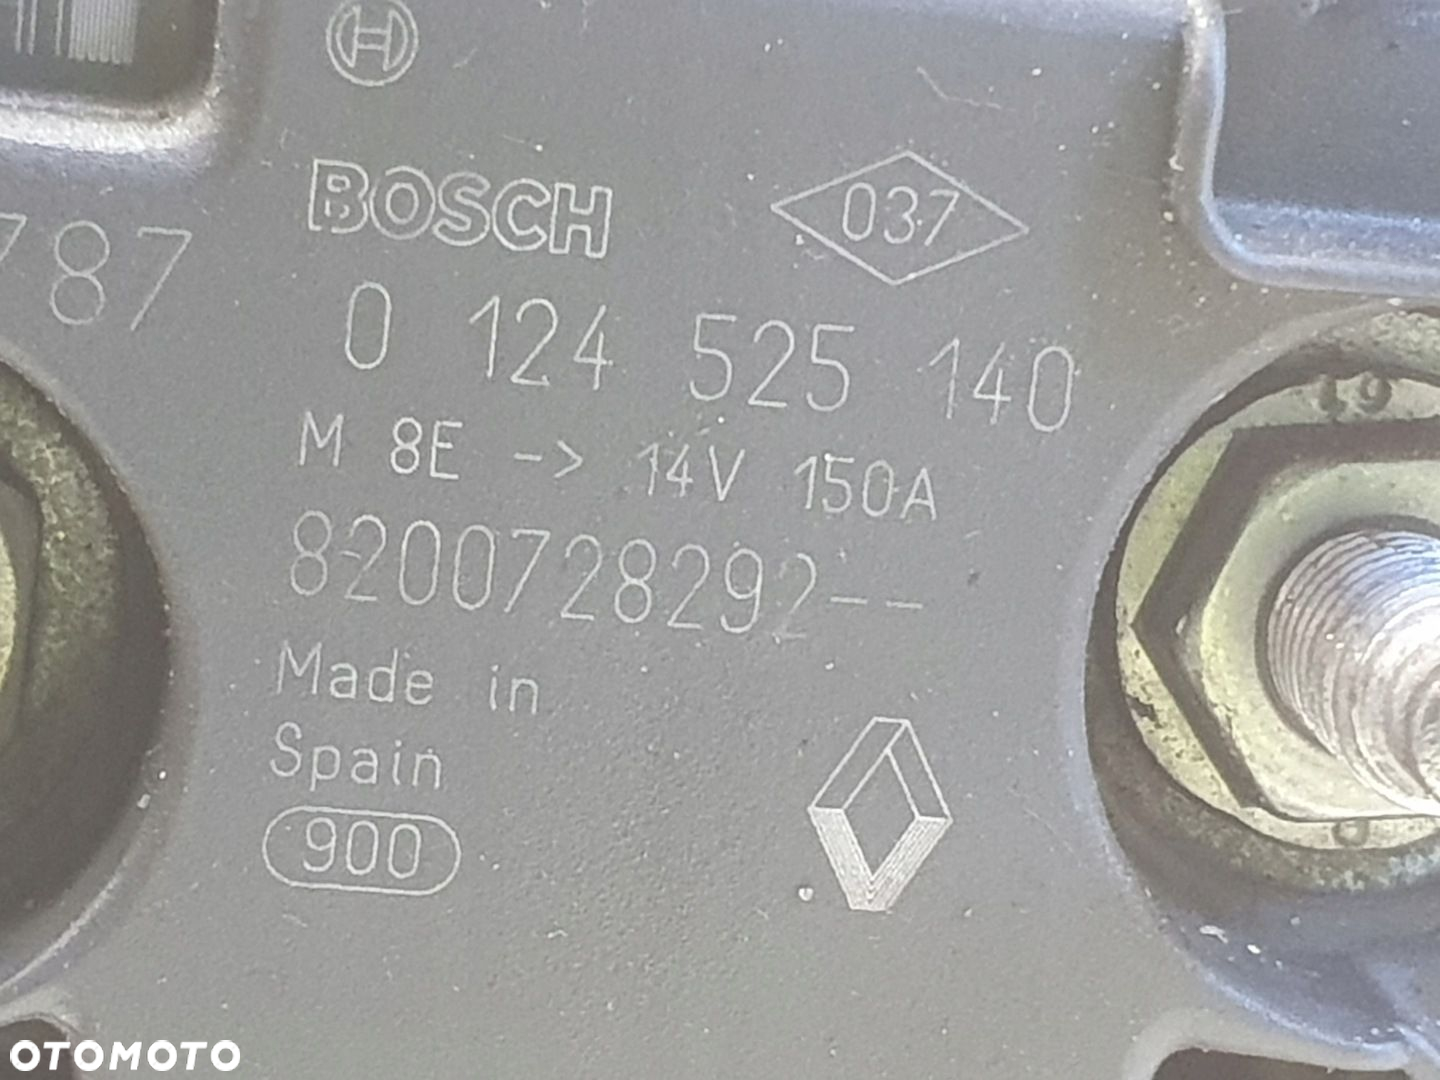 BOSCH
037
787
0 124 525 140
M 8E -> 14V 150A
8200728292--
Made in
Spain
900
OTOMOTO